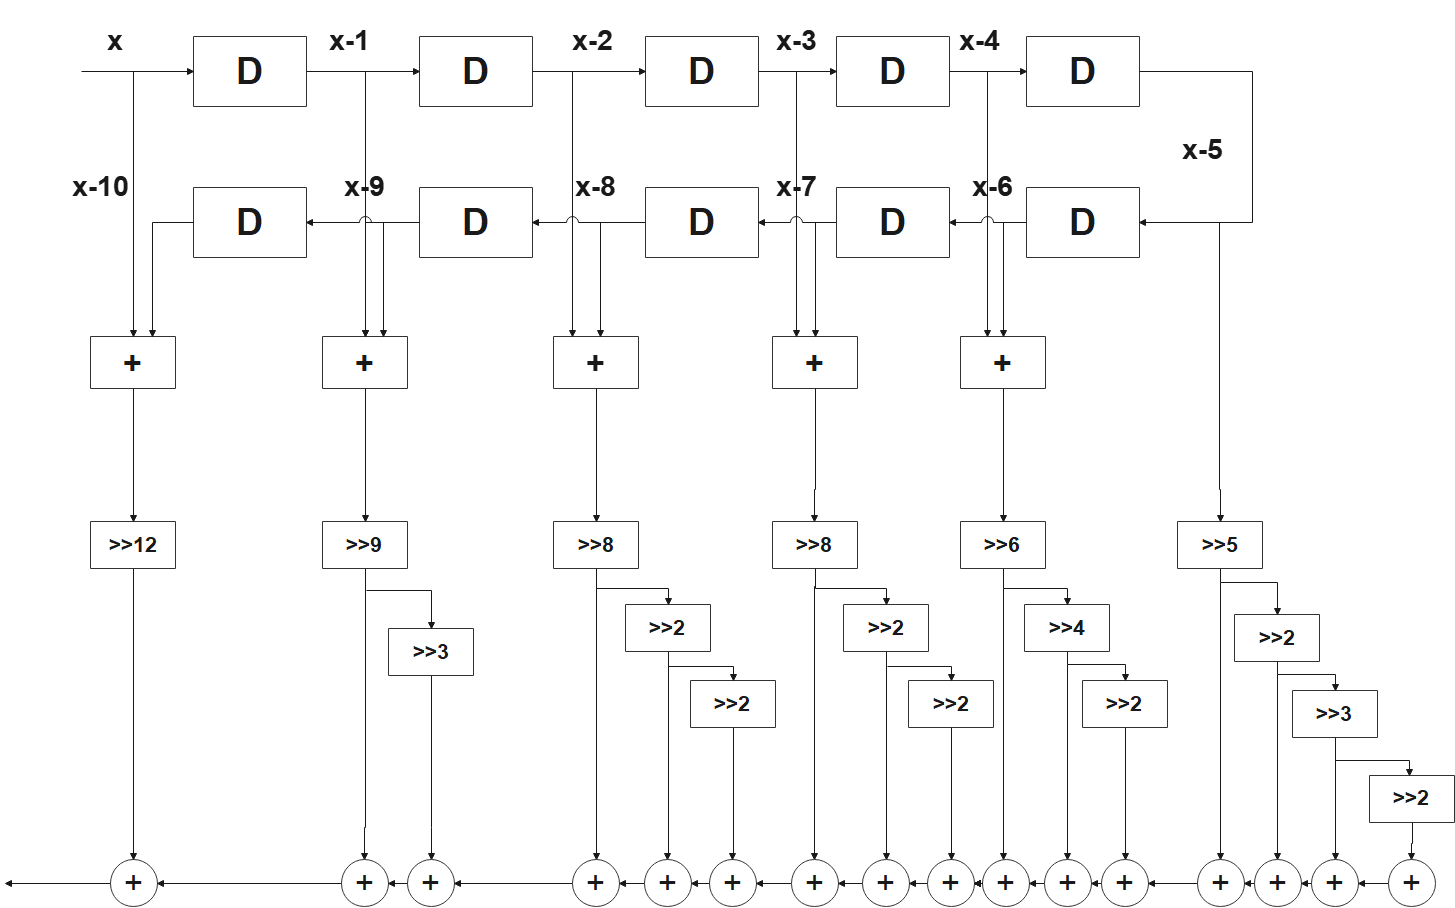 x x-1 x-2 x-3 x-4
D D D D D
x-5
x-10 x-9 x-8 x-7 x-6
D D D D D
+ + + + +
>>12 >>9 >>8 >>8 >>6 >>5
>>2 >>2 >>4 >>2
>>3
>>2 >>2 >>2 >>3
>>2
+ + + + + + + + + + + + + + + +